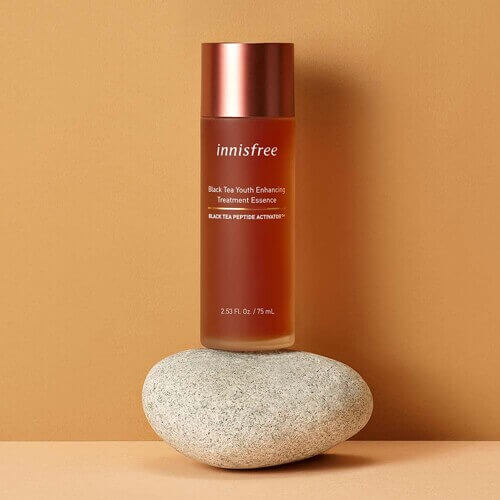 innisfree
Black Tea Youth Enhancing
Treatment Essence
BLACK TEA PEPTIDE ACTIVATOR™
2.53 Fl. Oz. / 75 mL